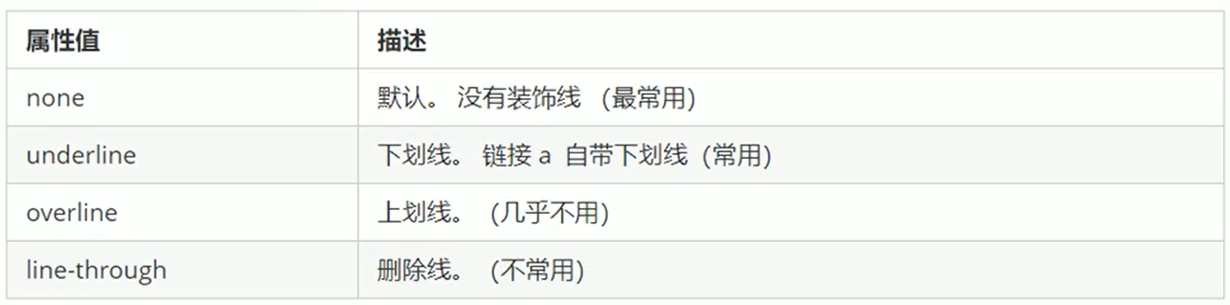 属性值 描述
none 默认。 没有装饰线 (最常用)
underline 下划线。 链接 a 自带下划线 (常用)
overline 上划线。 (几乎不用)
line-through 删除线。 (不常用)